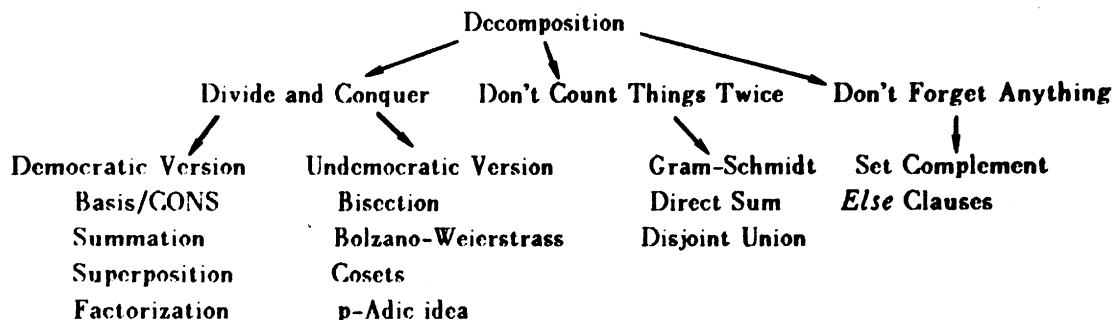 Decomposition
Divide and Conquer Don't Count Things Twice Don't Forget Anything
Democratic Version Undemocratic Version Gram-Schmidt Set Complement
Basis/CONS Bisection Direct Sum Else Clauses
Summation Bolzano-Weierstrass Disjoint Union
Superposition Cosets
Factorization p-Adic idea